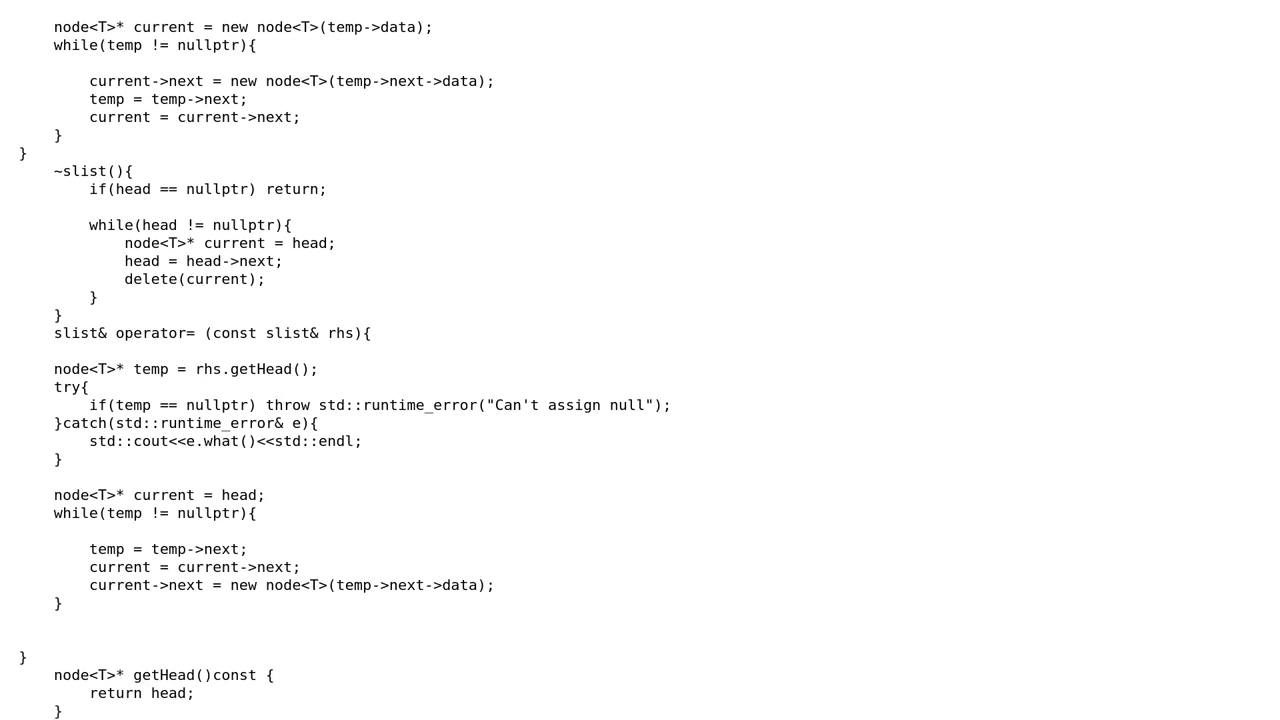 node<T>* current = new node<T>(temp->data);
while(temp != nullptr){
current->next = new node<T>(temp->next->data);
temp = temp->next;
current = current->next;
}
}
~slist(){
if(head == nullptr) return;
while(head != nullptr){
node<T>* current = head;
head = head->next;
delete(current);
}
}
slist& operator= (const slist& rhs){
node<T>* temp = rhs.getHead();
try{
if(temp == nullptr) throw std::runtime_error("Can't assign null");
}catch(std::runtime_error& e){
std::cout<<e.what()<<std::endl;
}
node<T>* current = head;
while(temp != nullptr){
temp = temp->next;
current = current->next;
current->next = new node<T>(temp->next->data);
}
}
node<T>* getHead()const {
return head;
}